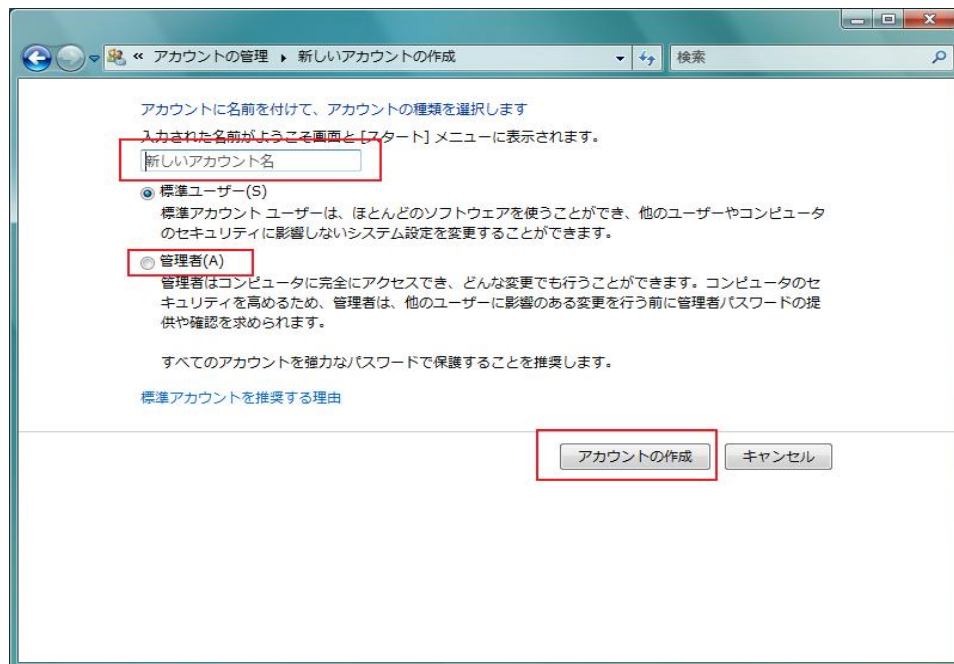 « アカウントの管理 ▸ 新しいアカウントの作成
検索
アカウントに名前を付けて、アカウントの種類を選択します
入力された名前がようこそ画面と [スタート] メニューに表示されます。
新しいアカウント名
標準ユーザー(S)
標準アカウント ユーザーは、ほとんどのソフトウェアを使うことができ、他のユーザーやコンピュータ
のセキュリティに影響しないシステム設定を変更することができます。
管理者(A)
管理者はコンピュータに完全にアクセスでき、どんな変更でも行うことができます。コンピュータのセ
キュリティを高めるため、管理者は、他のユーザーに影響のある変更を行う前に管理者パスワードの提
供や確認を求められます。
すべてのアカウントを強力なパスワードで保護することを推奨します。
標準アカウントを推奨する理由
アカウントの作成
キャンセル